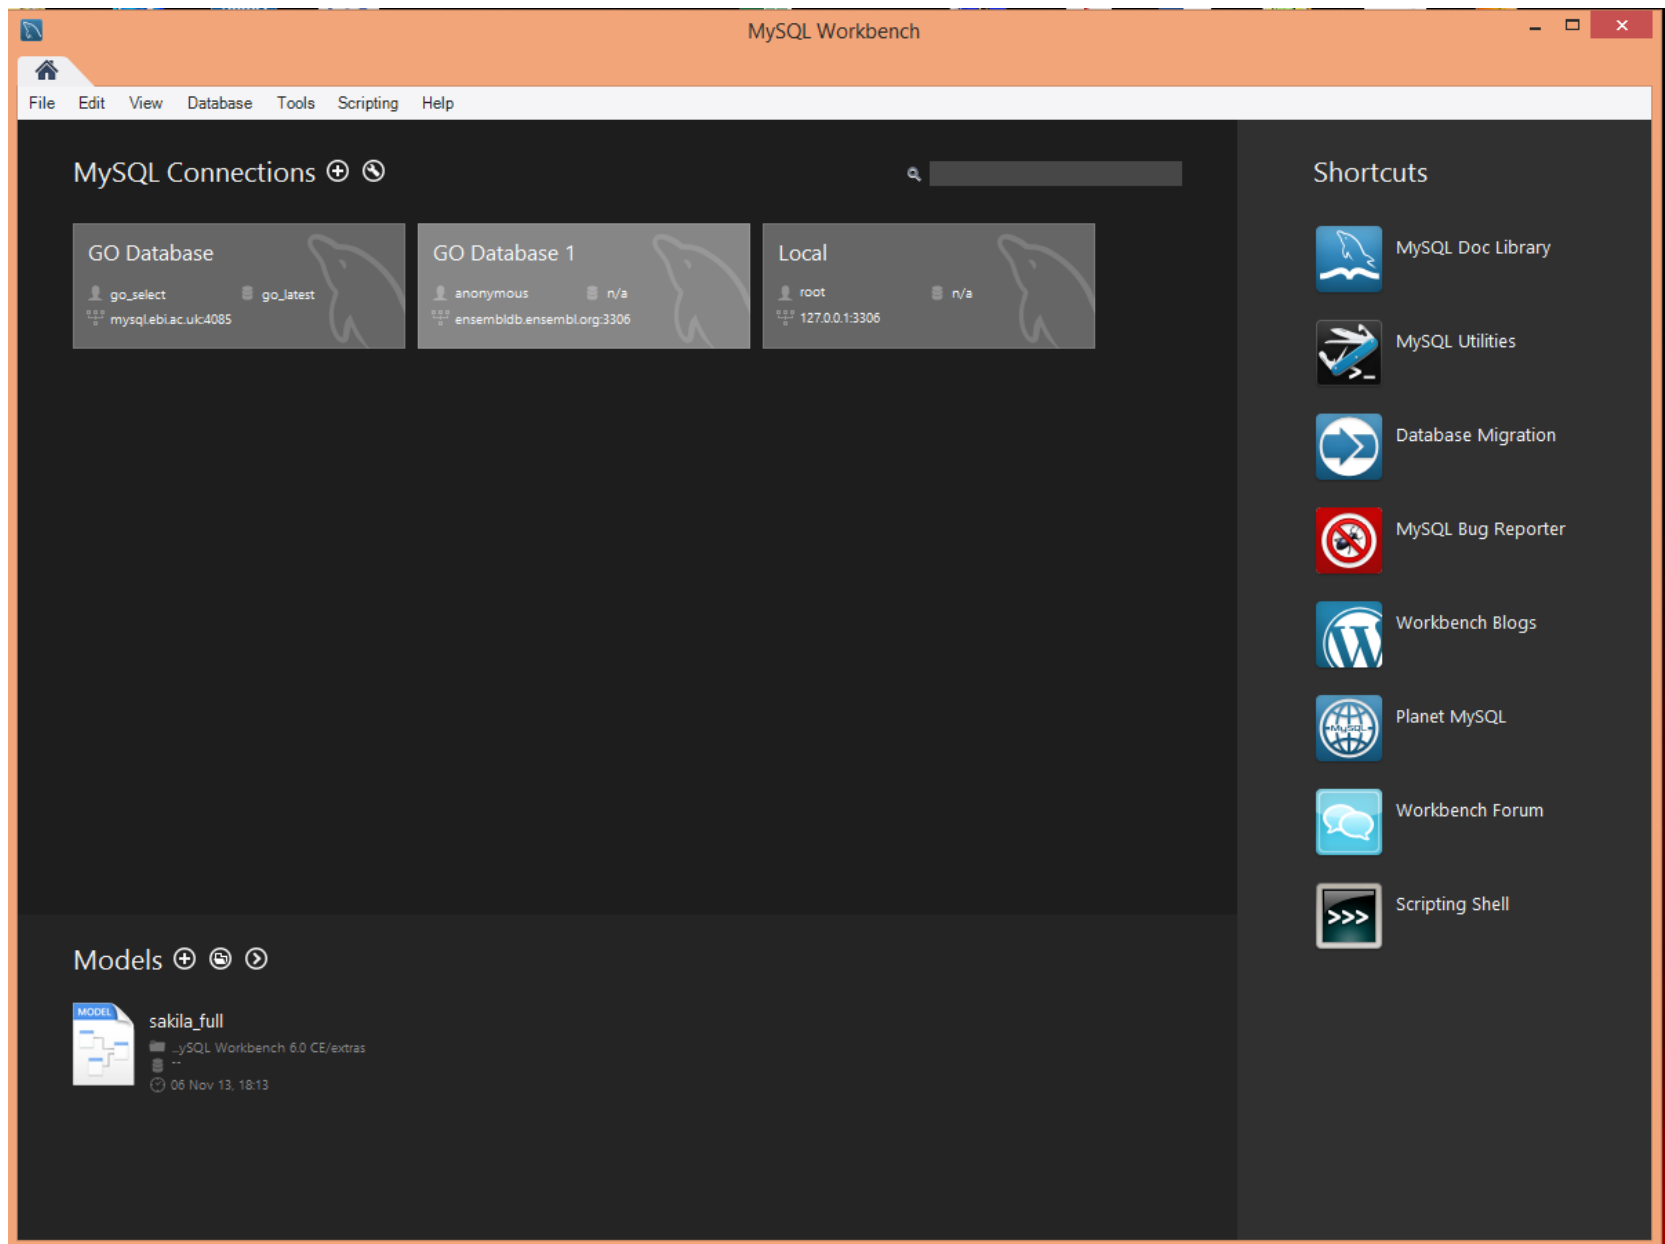 MySQL Workbench
File Edit View Database Tools Scripting Help
MySQL Connections
GO Database
go_select go_latest
mysql.ebi.ac.uk:4085
GO Database 1
anonymous n/a
ensembldb.ensembl.org:3306
Local
root n/a
127.0.0.1:3306
Shortcuts
MySQL Doc Library
MySQL Utilities
Database Migration
MySQL Bug Reporter
Workbench Blogs
MySQL
Planet MySQL
Workbench Forum
>>>
Scripting Shell
Models
MODEL
sakila_full
..ySQL Workbench 6.0 CE/extras
--
06 Nov 13, 18:13